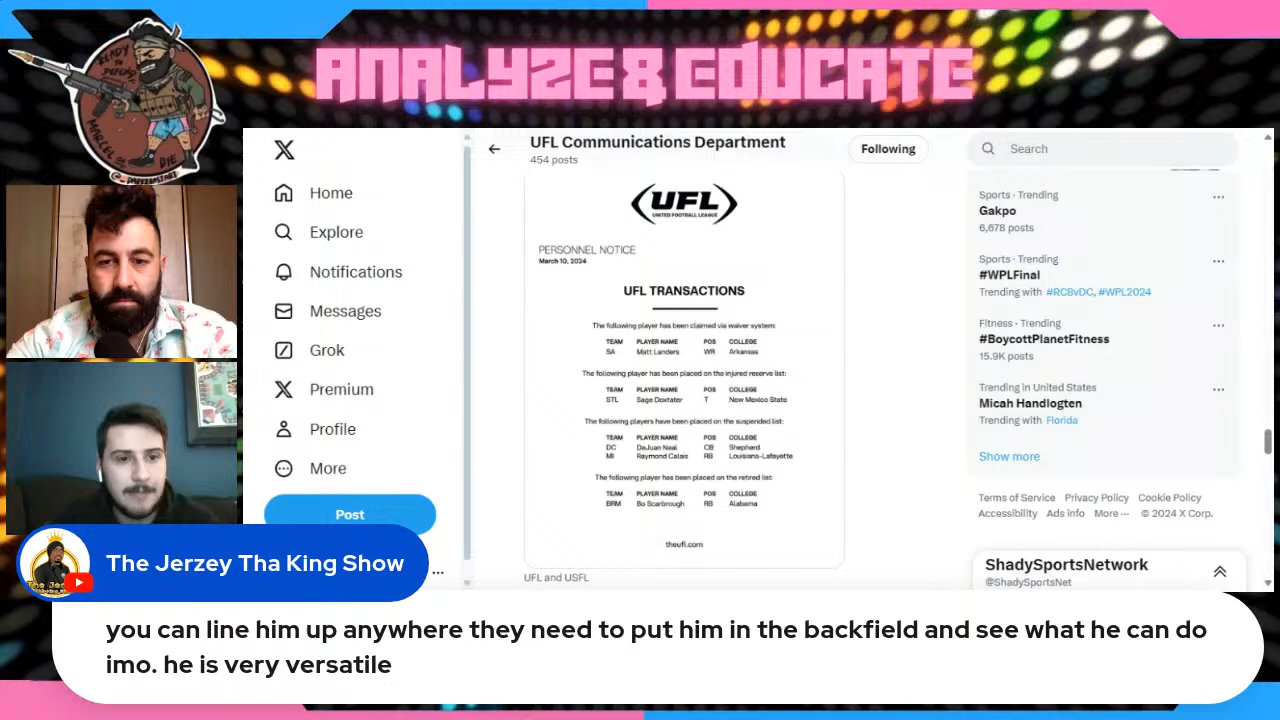 ANALYZE & EDUCATE
READY TO DEFEND
MARCEL OR DIE
UFL Communications Department
454 posts
Following
Search
Home
Explore
Notifications
Messages
Grok
Premium
Profile
More
Post
UFL
UNITED FOOTBALL LEAGUE
PERSONNEL NOTICE
March 10, 2024
UFL TRANSACTIONS
The following player has been claimed via waiver system:
TEAM PLAYER NAME POS COLLEGE
SA Matt Landers WR Arkansas
The following player has been placed on the injured reserve list:
TEAM PLAYER NAME POS COLLEGE
STL Sage Doxtater T New Mexico State
The following players have been placed on the suspended list:
TEAM PLAYER NAME POS COLLEGE
DC DeJuan Neal CB Shepherd
MI Raymond Calais RB Louisiana-Lafayette
The following player has been placed on the retired list:
TEAM PLAYER NAME POS COLLEGE
BRM Bo Scarbrough RB Alabama
theufl.com
UFL and USFL
Sports · Trending
Gakpo
6,678 posts
Sports · Trending
#WPLFinal
Trending with #RCBvDC, #WPL2024
Fitness · Trending
#BoycottPlanetFitness
15.9K posts
Trending in United States
Micah Handlogten
Trending with Florida
Show more
Terms of Service Privacy Policy Cookie Policy
Accessibility Ads info More ··· © 2024 X Corp.
ShadySportsNetwork
@ShadySportsNet
The Jerzey Tha King Show
you can line him up anywhere they need to put him in the backfield and see what he can do
imo. he is very versatile